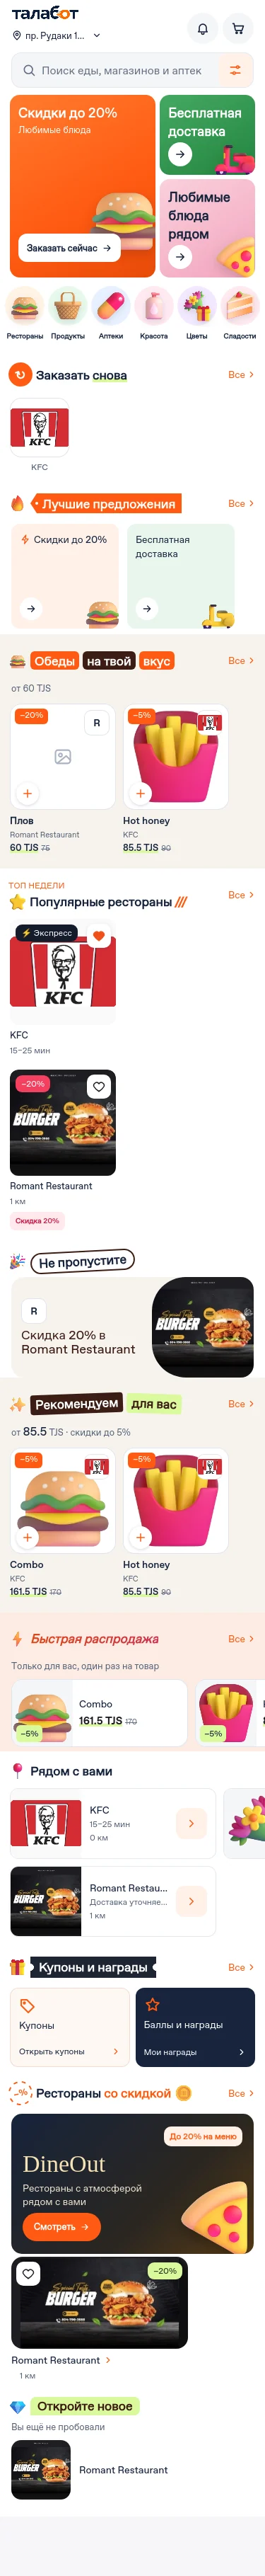 талабот
пр. Рудаки 1...
Поиск еды, магазинов и аптек
Скидки до 20%
Любимые блюда
Заказать сейчас
Бесплатная
доставка
Любимые
блюда
рядом
Рестораны
Продукты
Аптеки
Красота
Цветы
Сладости
Заказать снова
Все
KFC
KFC
Лучшие предложения
Все
Скидки до 20%
Бесплатная
доставка
Обеды на твой вкус
Все
от 60 TJS
−20%
R
−5%
KFC
Плов
Romant Restaurant
60 TJS 75
Hot honey
KFC
85.5 TJS 90
ТОП НЕДЕЛИ
Популярные рестораны
Все
Экспресс
KFC
KFC
15–25 мин
−20%
Special Tasty
BURGER
Romant Restaurant
1 км
Скидка 20%
Не пропустите
R
Скидка 20% в
Romant Restaurant
Special Tasty
BURGER
Рекомендуем для вас
Все
от 85.5 TJS · скидки до 5%
−5%
KFC
−5%
KFC
Combo
KFC
161.5 TJS 170
Hot honey
KFC
85.5 TJS 90
Быстрая распродажа
Все
Только для вас, один раз на товар
−5%
Combo
161.5 TJS 170
−5%
Рядом с вами
KFC
KFC
15–25 мин
0 км
BURGER
Romant Restau...
Доставка уточняе...
1 км
Купоны и награды
Все
Купоны
Открыть купоны
Баллы и награды
Мои награды
−%
Рестораны со скидкой
Все
До 20% на меню
DineOut
Рестораны с атмосферой
рядом с вами
Смотреть
−20%
Special Tasty
BURGER
Romant Restaurant
1 км
Откройте новое
Вы ещё не пробовали
BURGER
Romant Restaurant